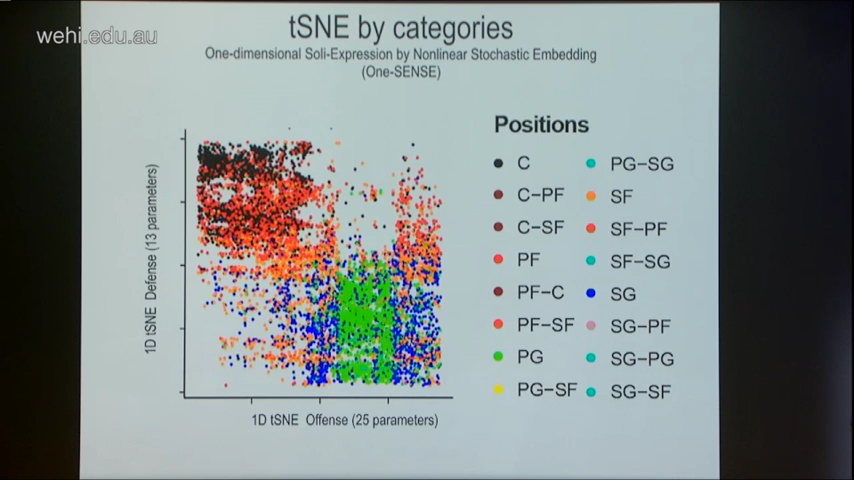 wehi.edu.au
tSNE by categories
One-dimensional Soli-Expression by Nonlinear Stochastic Embedding
(One-SENSE)
Positions
C
C-PF
C-SF
PF
PF-C
PF-SF
PG
PG-SF
PG-SG
SF
SF-PF
SF-SG
SG
SG-PF
SG-PG
SG-SF
1D tSNE Defense (13 parameters)
1D tSNE Offense (25 parameters)